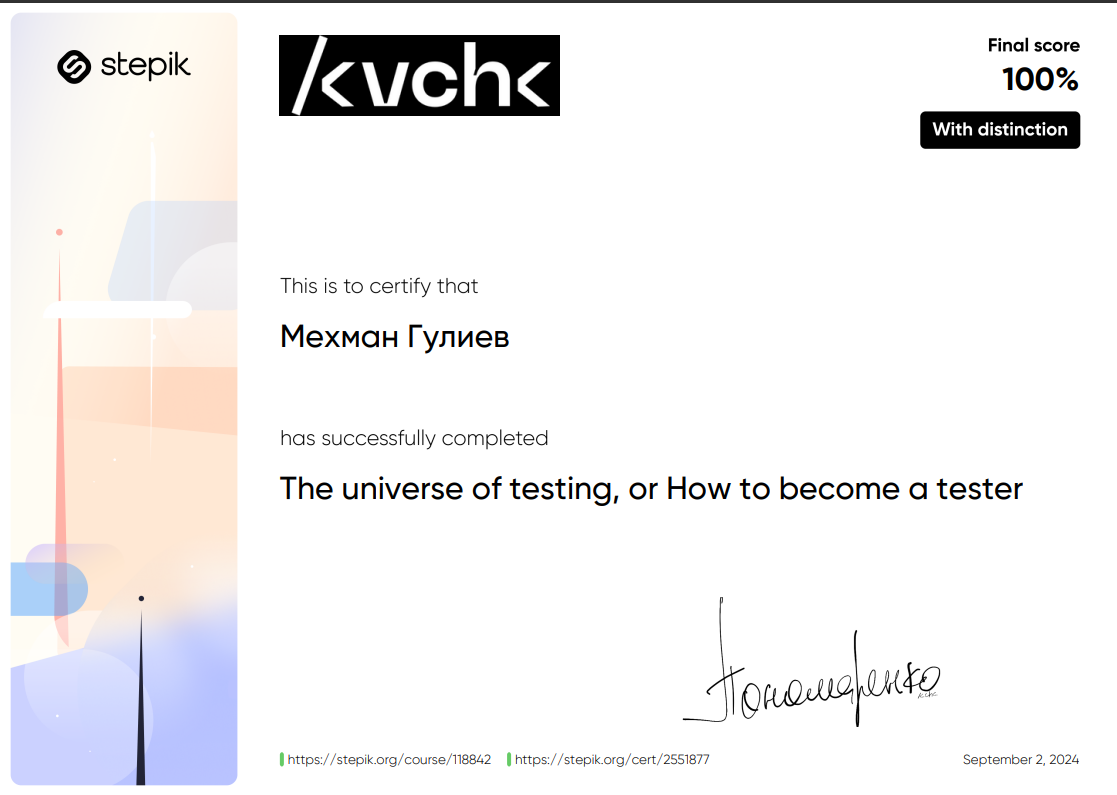 stepik
/kvchk
Final score
100%
With distinction
This is to certify that
Мехман Гулиев
has successfully completed
The universe of testing, or How to become a tester
Пономаренко
https://stepik.org/course/118842
https://stepik.org/cert/2551877
September 2, 2024